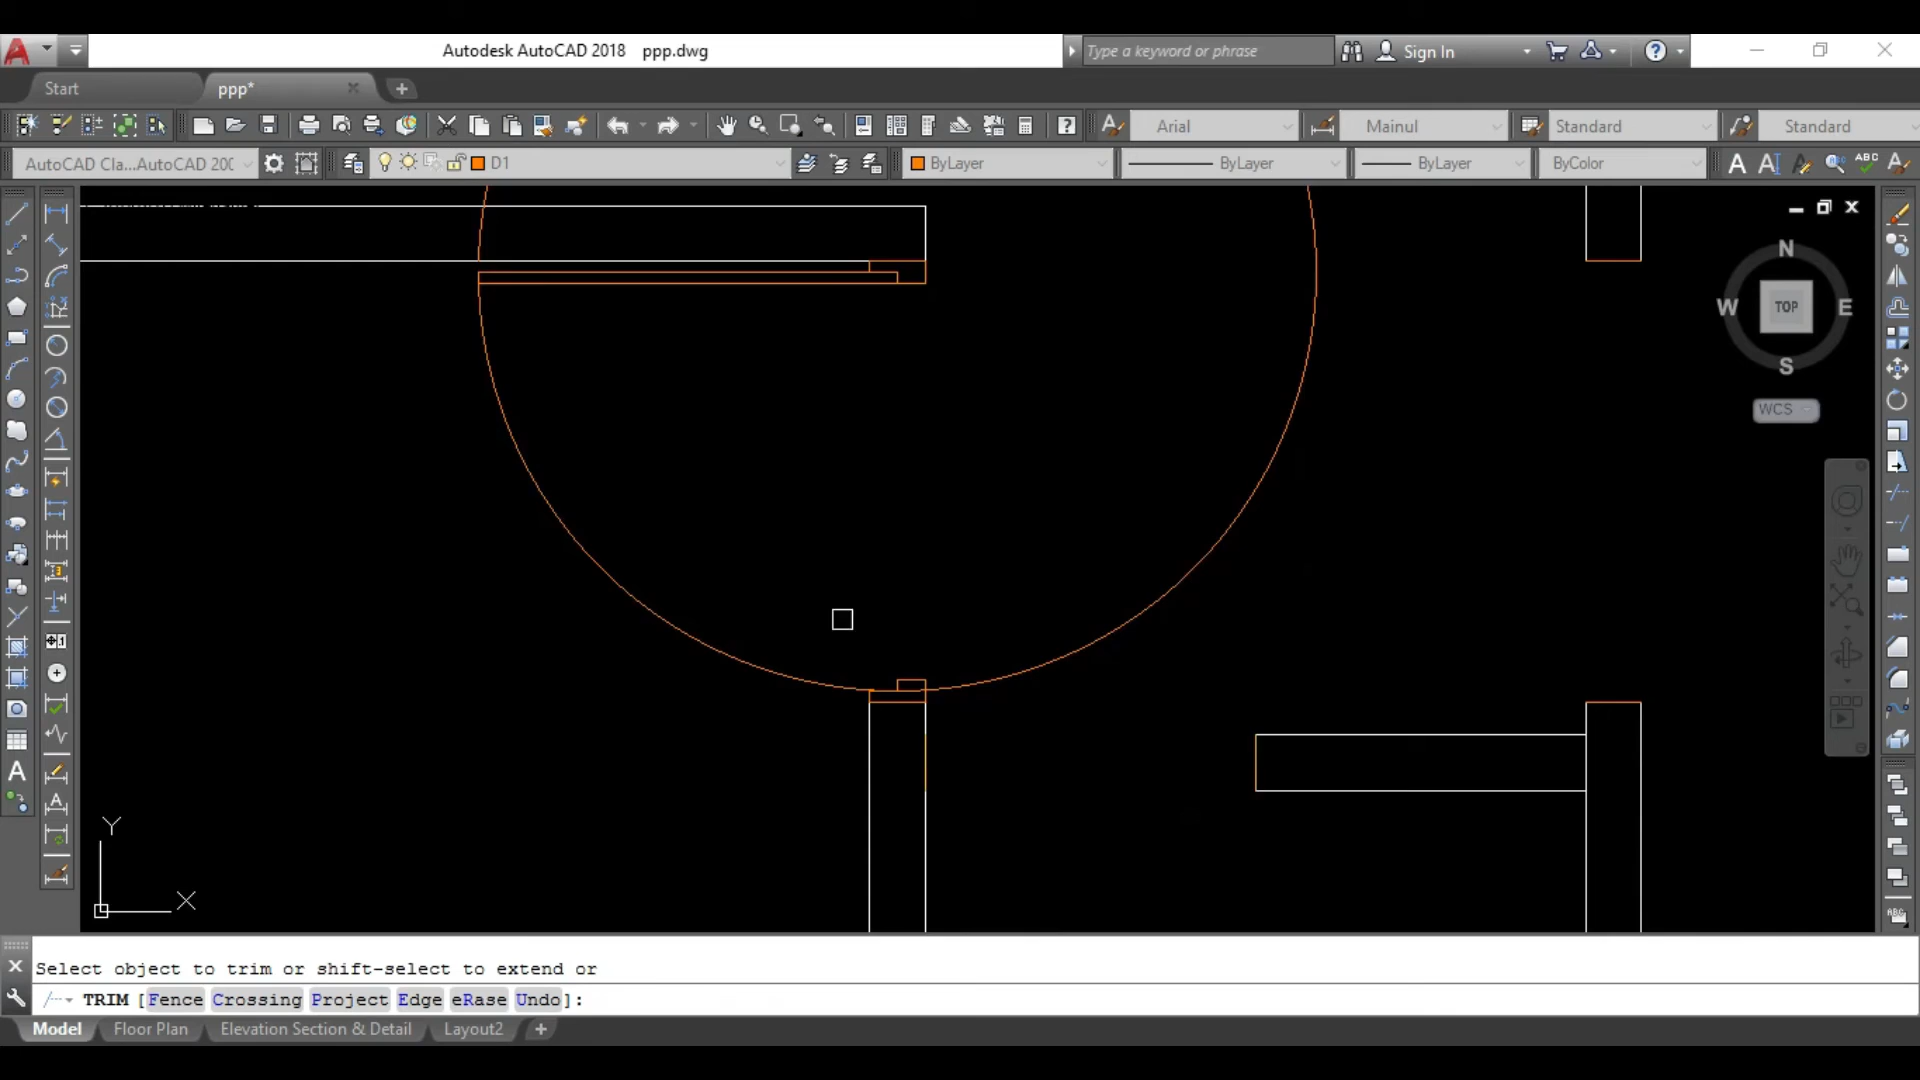 Autodesk AutoCAD 2018 ppp.dwg
Type a keyword or phrase
Sign In
Start
ppp*
Arial
Mainul
Standard
Standard
AutoCAD Cla...AutoCAD 200
D1
ByLayer
ByLayer
ByLayer
ByColor
N
W
TOP
E
S
WCS
Y
X
Select object to trim or shift-select to extend or
TRIM [Fence Crossing Project Edge eRase Undo]:
Model
Floor Plan
Elevation Section & Detail
Layout2